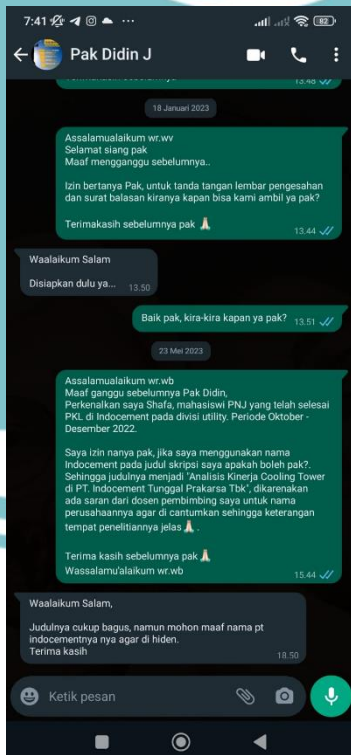 7:41
82
Pak Didin J
13.48
18 Januari 2023
Assalamualaikum wr.wv
Selamat siang pak
Maaf mengganggu sebelumnya..
Izin bertanya Pak, untuk tanda tangan lembar pengesahan
dan surat balasan kiranya kapan bisa kami ambil ya pak?
Terimakasih sebelumnya pak 🙏🏻
13.44
Waalaikum Salam
Disiapkan dulu ya...
13.50
Baik pak, kira-kira kapan ya pak?
13.51
23 Mei 2023
Assalamualaikum wr.wb
Maaf ganggu sebelumnya Pak Didin,
Perkenalkan saya Shafa, mahasiswi PNJ yang telah selesai
PKL di Indocement pada divisi utility. Periode Oktober -
Desember 2022.
Saya izin nanya pak, jika saya menggunakan nama
Indocement pada judul skripsi saya apakah boleh pak?.
Sehingga judulnya menjadi "Analisis Kinerja Cooling Tower
di PT. Indocement Tunggal Prakarsa Tbk", dikarenakan
ada saran dari dosen pembimbing saya untuk nama
perusahaannya agar di cantumkan sehingga keterangan
tempat penelitiannya jelas 🙏🏻 .
Terima kasih sebelumnya pak 🙏🏻
Wassalamu'alaikum wr.wb
15.44
Waalaikum Salam,
Judulnya cukup bagus, namun mohon maaf nama pt
indocementnya nya agar di hiden.
Terima kasih
18.50
Ketik pesan